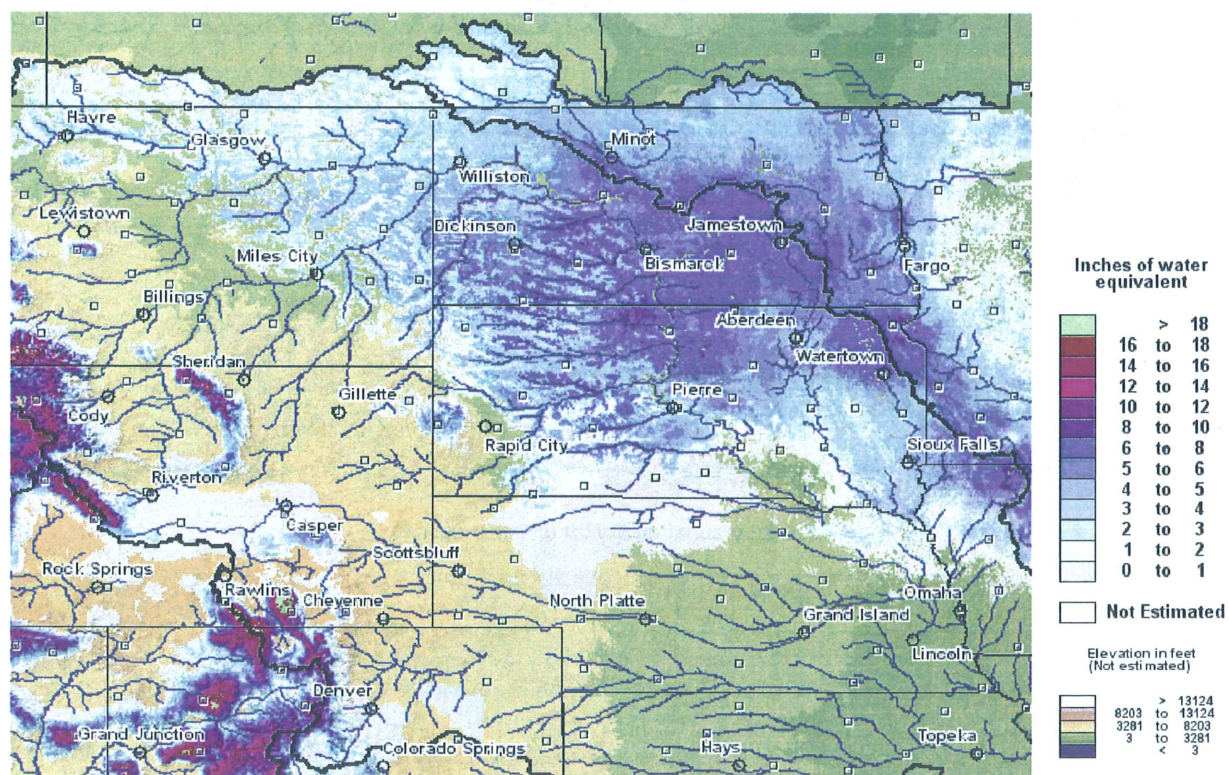 Havre
Glasgow
Minot
Williston
Lewistown
Dickinson
Jamestown
Miles City
Bismarck
Fargo
Billings
Aberdeen
Watertown
Sheridan
Pierre
Gillette
Cody
Rapid City
Sioux Falls
Riverton
Casper
Scottsbluff
Rock Springs
Rawlins
Cheyenne
North Platte
Omaha
Grand Island
Lincoln
Denver
Grand Junction
Colorado Springs
Hays
Topeka
Inches of water
equivalent
> 18
16 to 18
14 to 16
12 to 14
10 to 12
8 to 10
6 to 8
5 to 6
4 to 5
3 to 4
2 to 3
1 to 2
0 to 1
Not Estimated
Elevation in feet
(Not estimated)
> 13124
8203 to 13124
3281 to 8203
3 to 3281
< 3